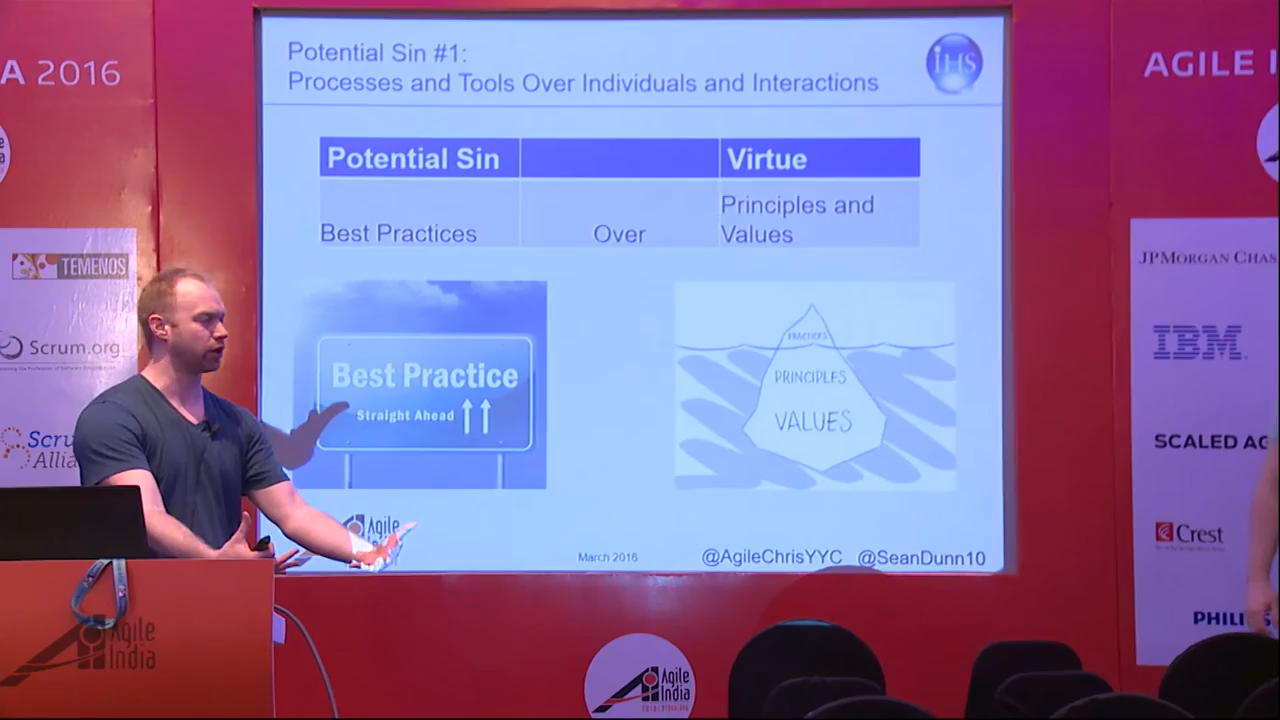 A 2016
Potential Sin #1:
Processes and Tools Over Individuals and Interactions
IHS
AGILE I
Potential Sin
Virtue
Best Practices
Over
Principles and
Values
Best Practice
Straight Ahead
PRACTICES
PRINCIPLES
VALUES
Agile
March 2016
@AgileChrisYYC @SeanDunn10
TEMENOS
Scrum.org
Scru
Allia
JPMORGAN CHAS
IBM
SCALED AG
Crest
PHILI S
Agile
India
Agile
India